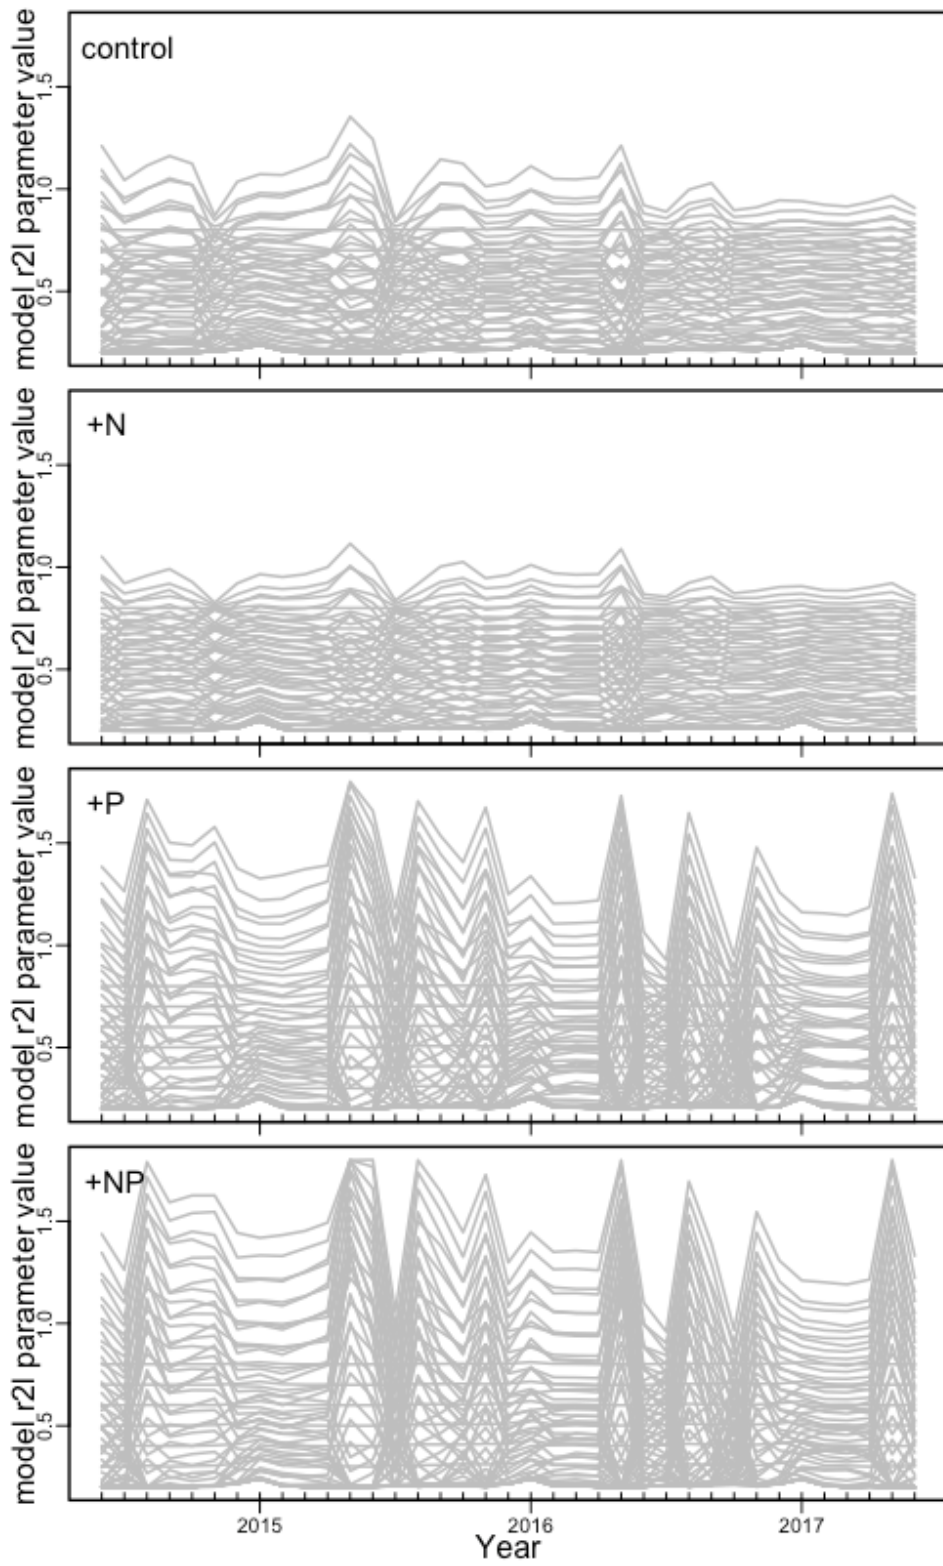 control
model r2l parameter value
0.5 1.0 1.5
+N
model r2l parameter value
0.5 1.0 1.5
+P
model r2l parameter value
0.5 1.0 1.5
+NP
model r2l parameter value
0.5 1.0 1.5
2015 2016 2017
Year